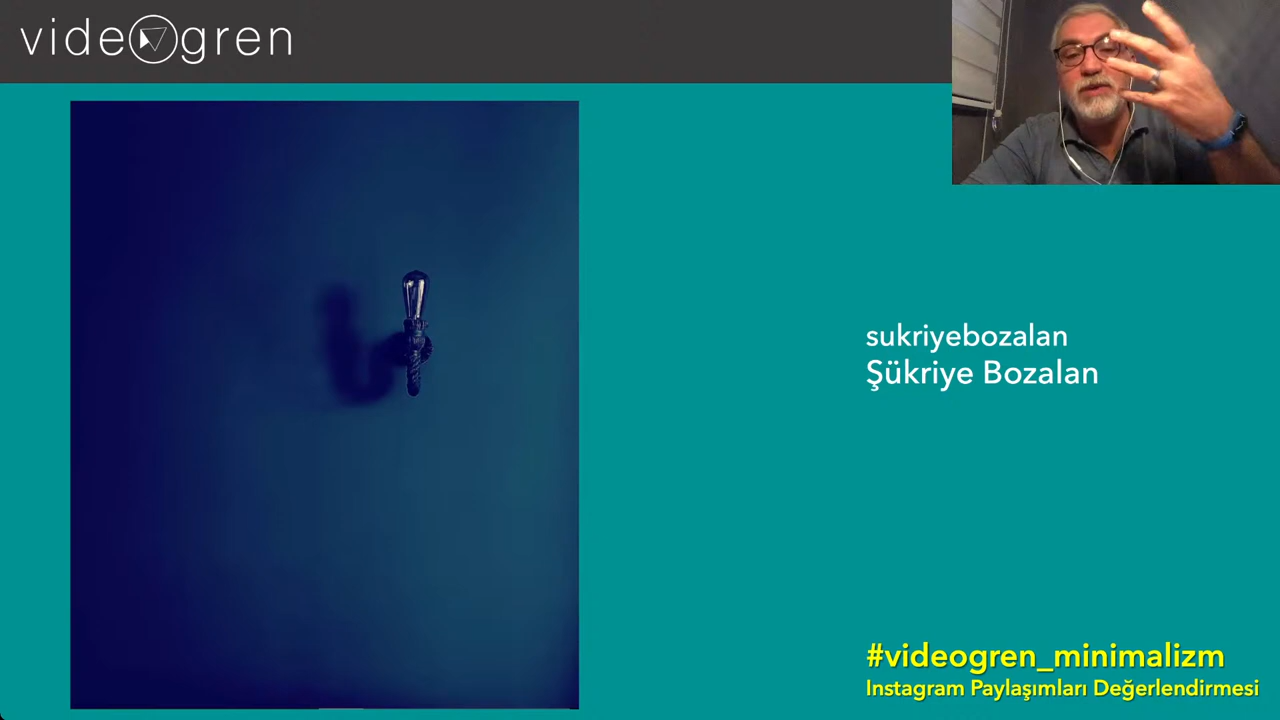 videogren
sukriyebozalan
Şükriye Bozalan
#videogren_minimalizm
Instagram Paylaşımları Değerlendirmesi